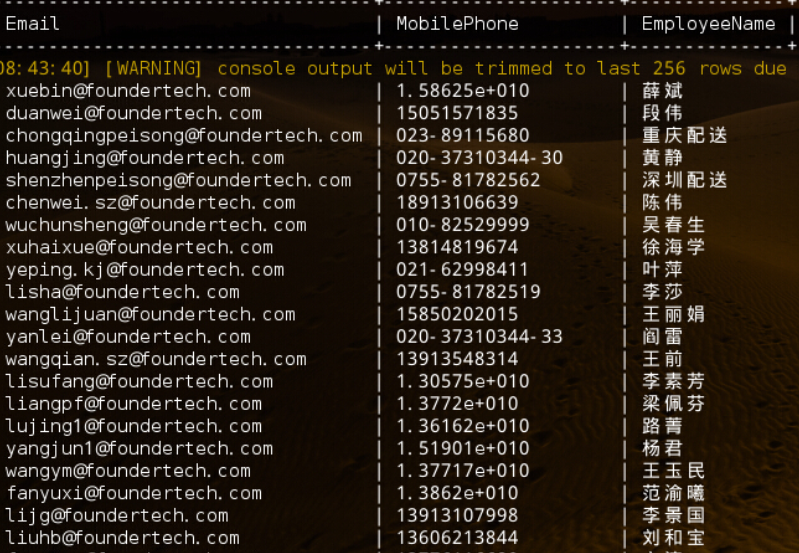 Email | MobilePhone | EmployeeName |
08:43:40] [WARNING] console output will be trimmed to last 256 rows due
xuebin@foundertech.com | 1.58625e+010 | 薛斌
duanwei@foundertech.com | 15051571835 | 段伟
chongqingpeisong@foundertech.com | 023-89115680 | 重庆配送
huangjing@foundertech.com | 020-37310344-30 | 黄静
shenzhenpeisong@foundertech.com | 0755-81782562 | 深圳配送
chenwei.sz@foundertech.com | 18913106639 | 陈伟
wuchunsheng@foundertech.com | 010-82529999 | 吴春生
xuhaixue@foundertech.com | 13814819674 | 徐海学
yeping.kj@foundertech.com | 021-62998411 | 叶萍
lisha@foundertech.com | 0755-81782519 | 李莎
wanglijuan@foundertech.com | 15850202015 | 王丽娟
yanlei@foundertech.com | 020-37310344-33 | 阎雷
wangqian.sz@foundertech.com | 13913548314 | 王前
lisufang@foundertech.com | 1.30575e+010 | 李素芳
liangpf@foundertech.com | 1.3772e+010 | 梁佩芬
lujing1@foundertech.com | 1.36162e+010 | 路菁
yangjun1@foundertech.com | 1.51901e+010 | 杨君
wangym@foundertech.com | 1.37717e+010 | 王玉民
fanyuxi@foundertech.com | 1.3862e+010 | 范渝曦
lijg@foundertech.com | 13913107998 | 李景国
liuhb@foundertech.com | 13606213844 | 刘和宝